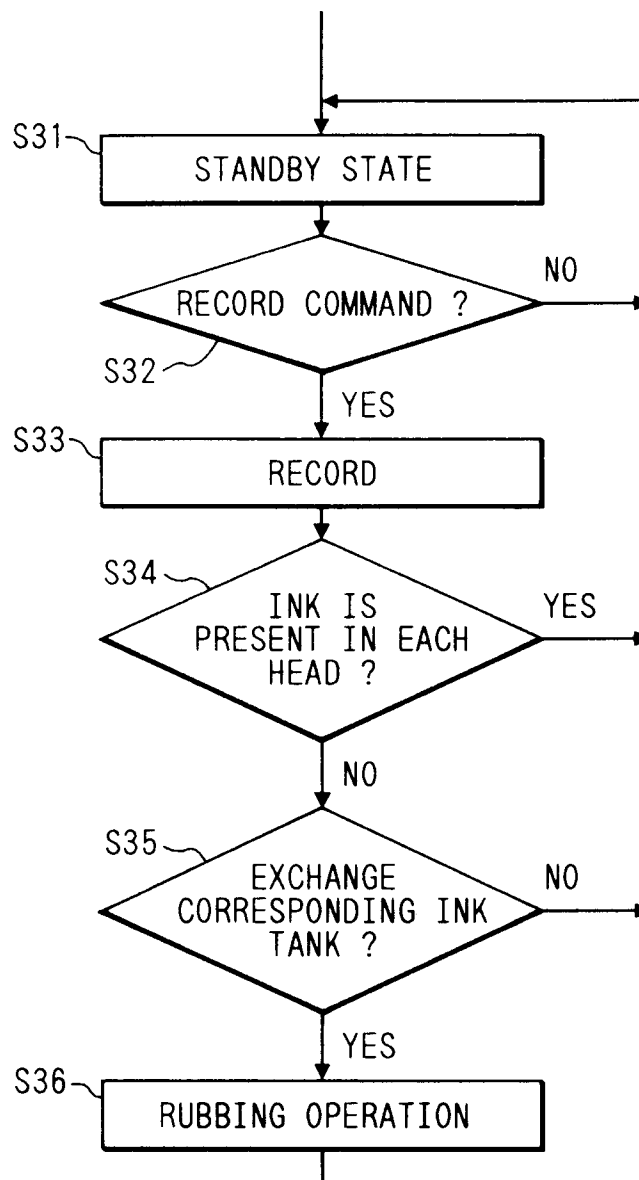 S31
STANDBY STATE
NO
RECORD COMMAND ?
S32
YES
S33
RECORD
S34
INK IS
PRESENT IN EACH
HEAD ?
YES
NO
S35
EXCHANGE
CORRESPONDING INK
TANK ?
NO
YES
S36
RUBBING OPERATION